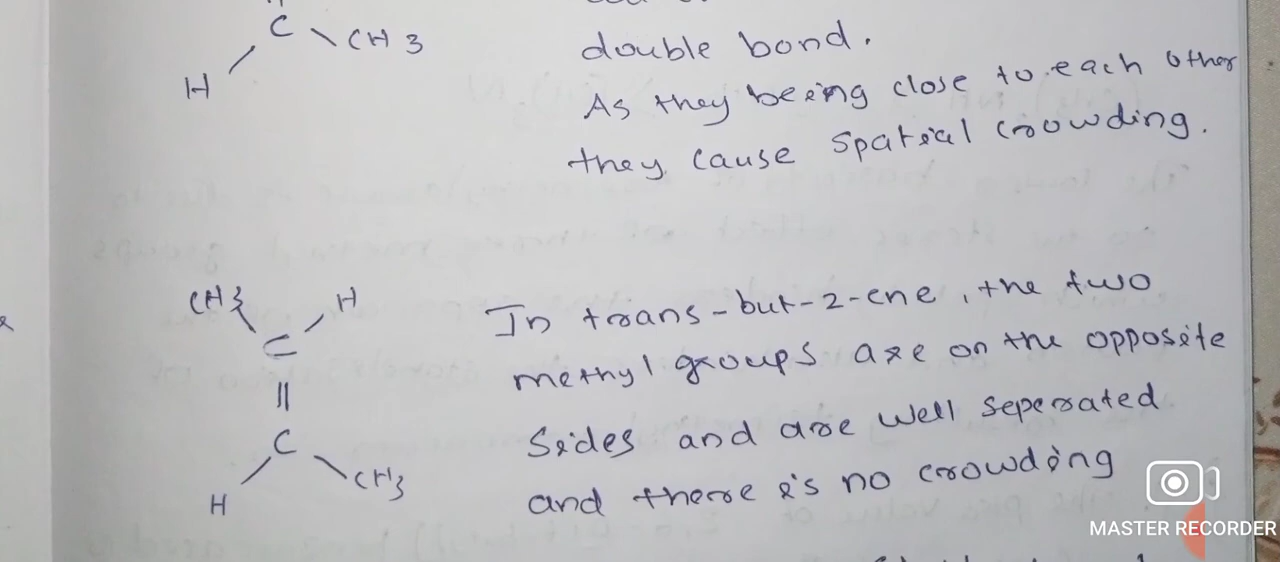 C
CH3
H
double bond.
As they being close to each other
they cause spatial crowding.
CH3
H
C
||
C
H
CH3
In trans-but-2-ene, the two
methyl groups are on the opposite
sides and are well seperated
and there is no crowding
MASTER RECORDER